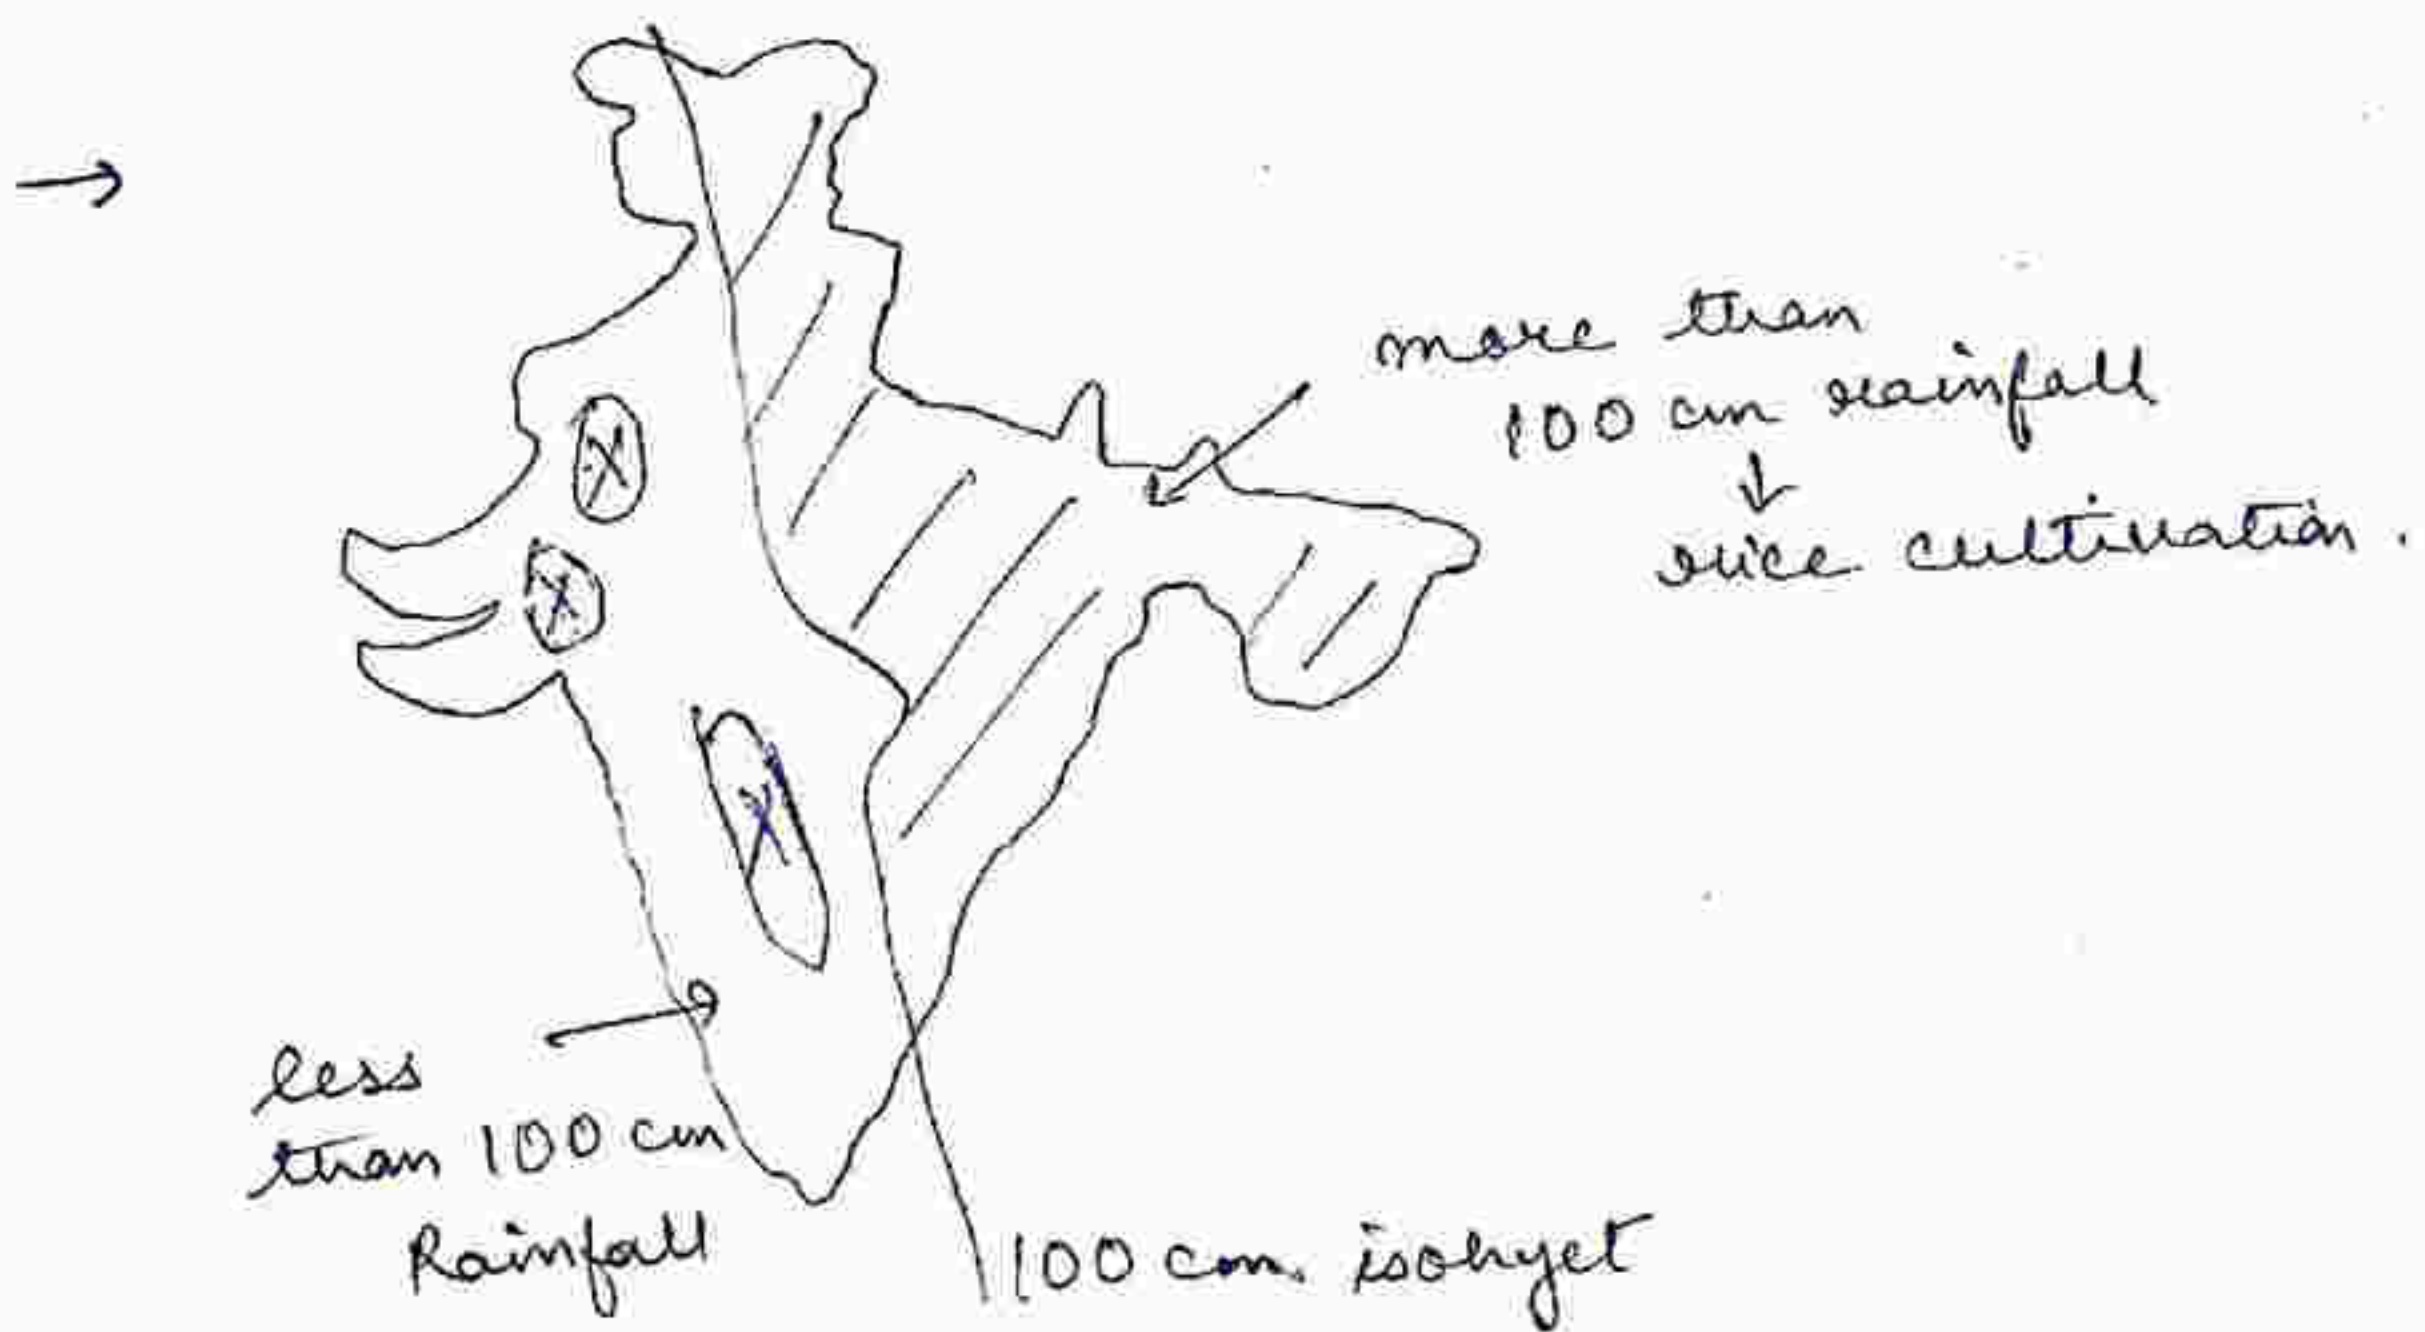 more than
100 cm rainfall
↓
rice cultivation.
X
X
X
less
than 100 cm
Rainfall
100 cm isohyet